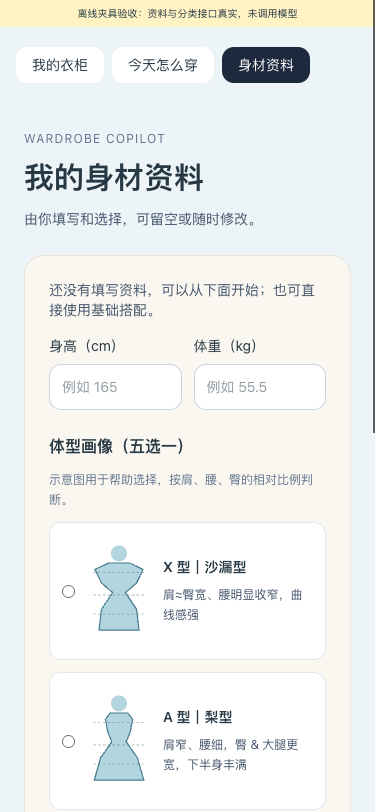 离线夹具验收：资料与分类接口真实，未调用模型
我的衣柜
今天怎么穿
身材资料
WARDROBE COPILOT
我的身材资料
由你填写和选择，可留空或随时修改。
还没有填写资料，可以从下面开始；也可直
接使用基础搭配。
身高（cm）
体重（kg）
例如 165
例如 55.5
体型画像（五选一）
示意图用于帮助选择，按肩、腰、臀的相对比例判
断。
X 型｜沙漏型
肩≈臀宽、腰明显收窄，曲
线感强
A 型｜梨型
肩窄、腰细，臀 & 大腿更
宽，下半身丰满